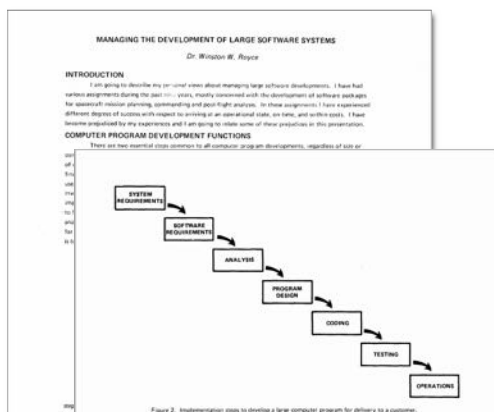 MANAGING THE DEVELOPMENT OF LARGE SOFTWARE SYSTEMS
Dr. Winston W. Royce
INTRODUCTION
I am going to describe my personal views about managing large software developments. I have had
various assignments during the past years, mostly concerned with the development of software packages
for spacecraft mission planning, commanding and post-flight analyses. In these assignments I have experienced
different degrees of success with respect to arriving at an operational state, on-time, and within costs. I have
become prejudiced by my experiences and I am going to relate some of these prejudices in this presentation.
COMPUTER PROGRAM DEVELOPMENT FUNCTIONS
There are two essential steps common to all computer program developments, regardless of size or
SYSTEM
REQUIREMENTS
SOFTWARE
REQUIREMENTS
ANALYSIS
PROGRAM
DESIGN
CODING
TESTING
OPERATIONS
Figure 2. Implementation steps to develop a large computer program for delivery to a customer.